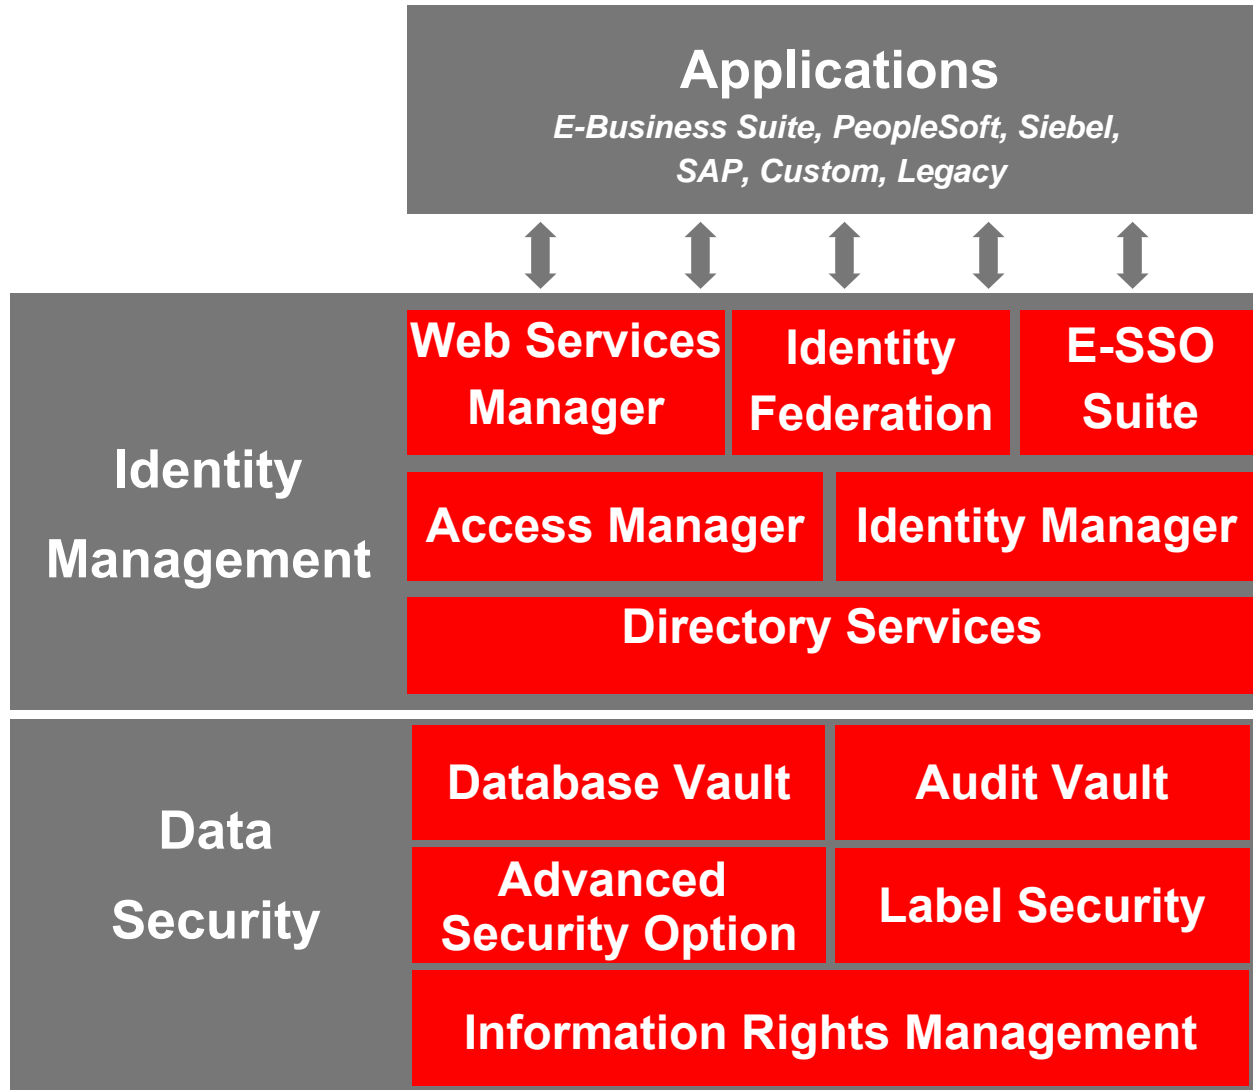 Applications
E-Business Suite, PeopleSoft, Siebel,
SAP, Custom, Legacy
Identity
Management
Web Services
Manager
Identity
Federation
E-SSO
Suite
Access Manager
Identity Manager
Directory Services
Data
Security
Database Vault
Audit Vault
Advanced
Security Option
Label Security
Information Rights Management